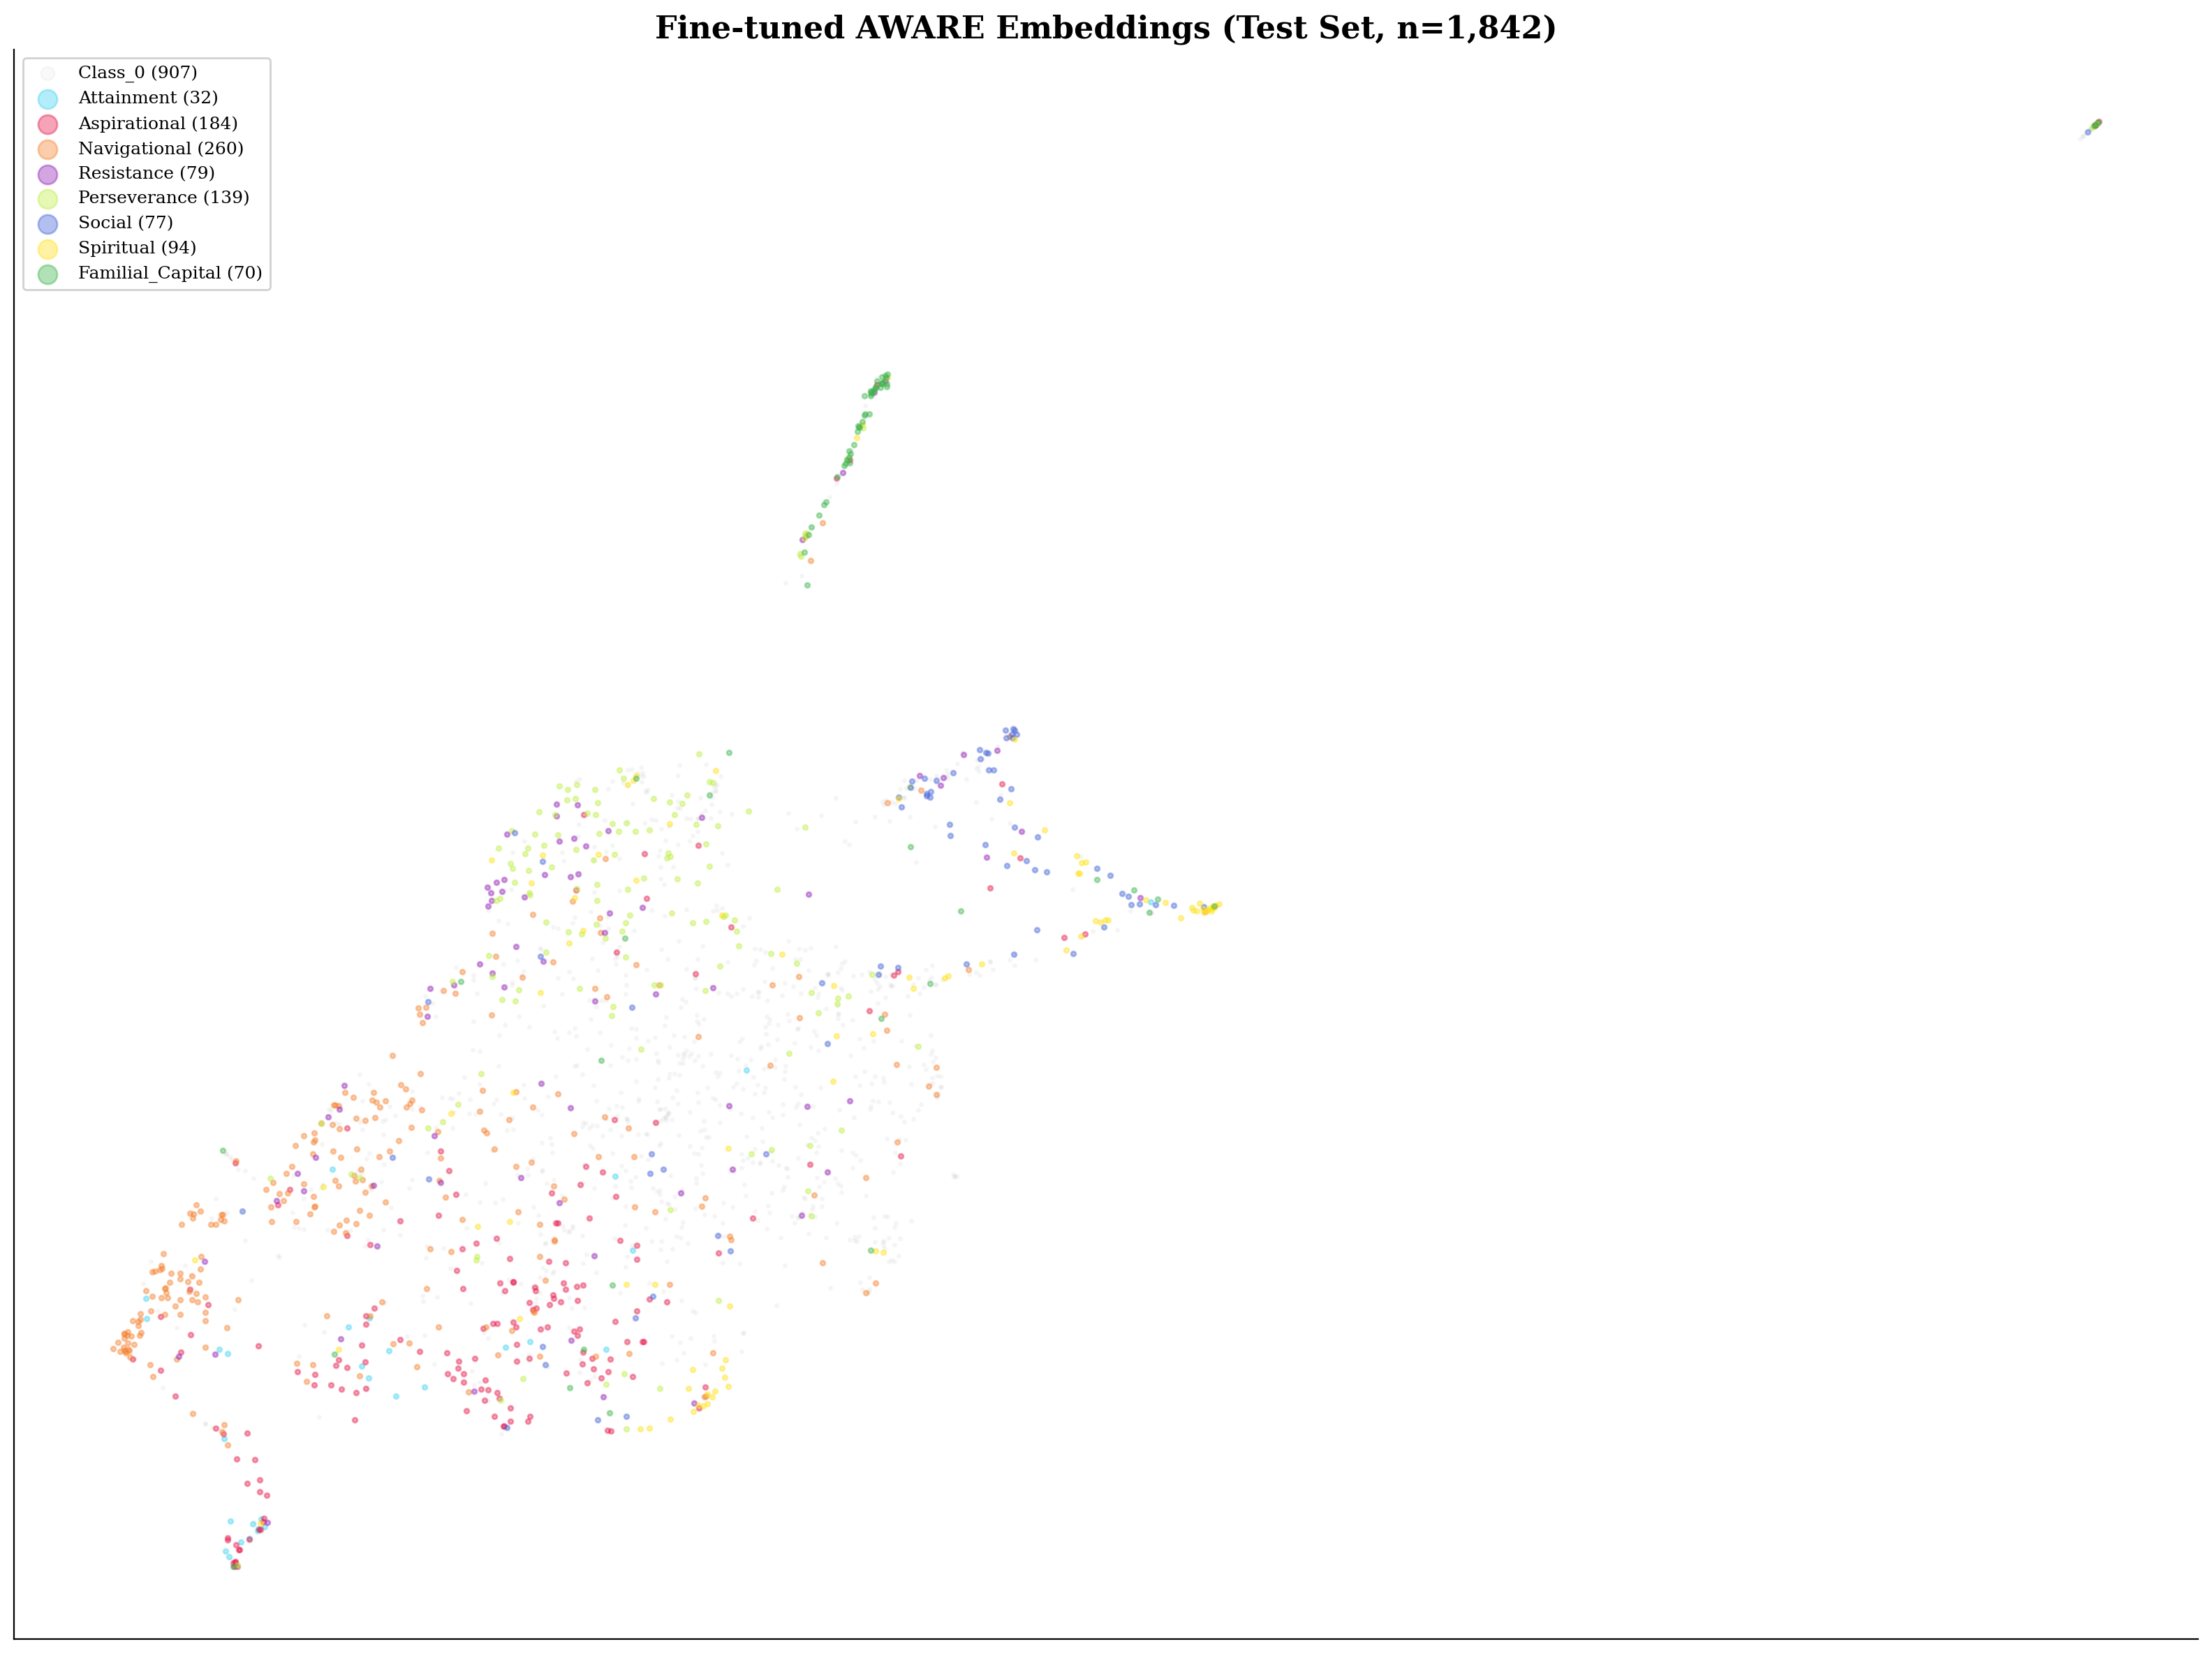 Fine-tuned AWARE Embeddings (Test Set, n=1,842)
Class_0 (907)
Attainment (32)
Aspirational (184)
Navigational (260)
Resistance (79)
Perseverance (139)
Social (77)
Spiritual (94)
Familial_Capital (70)